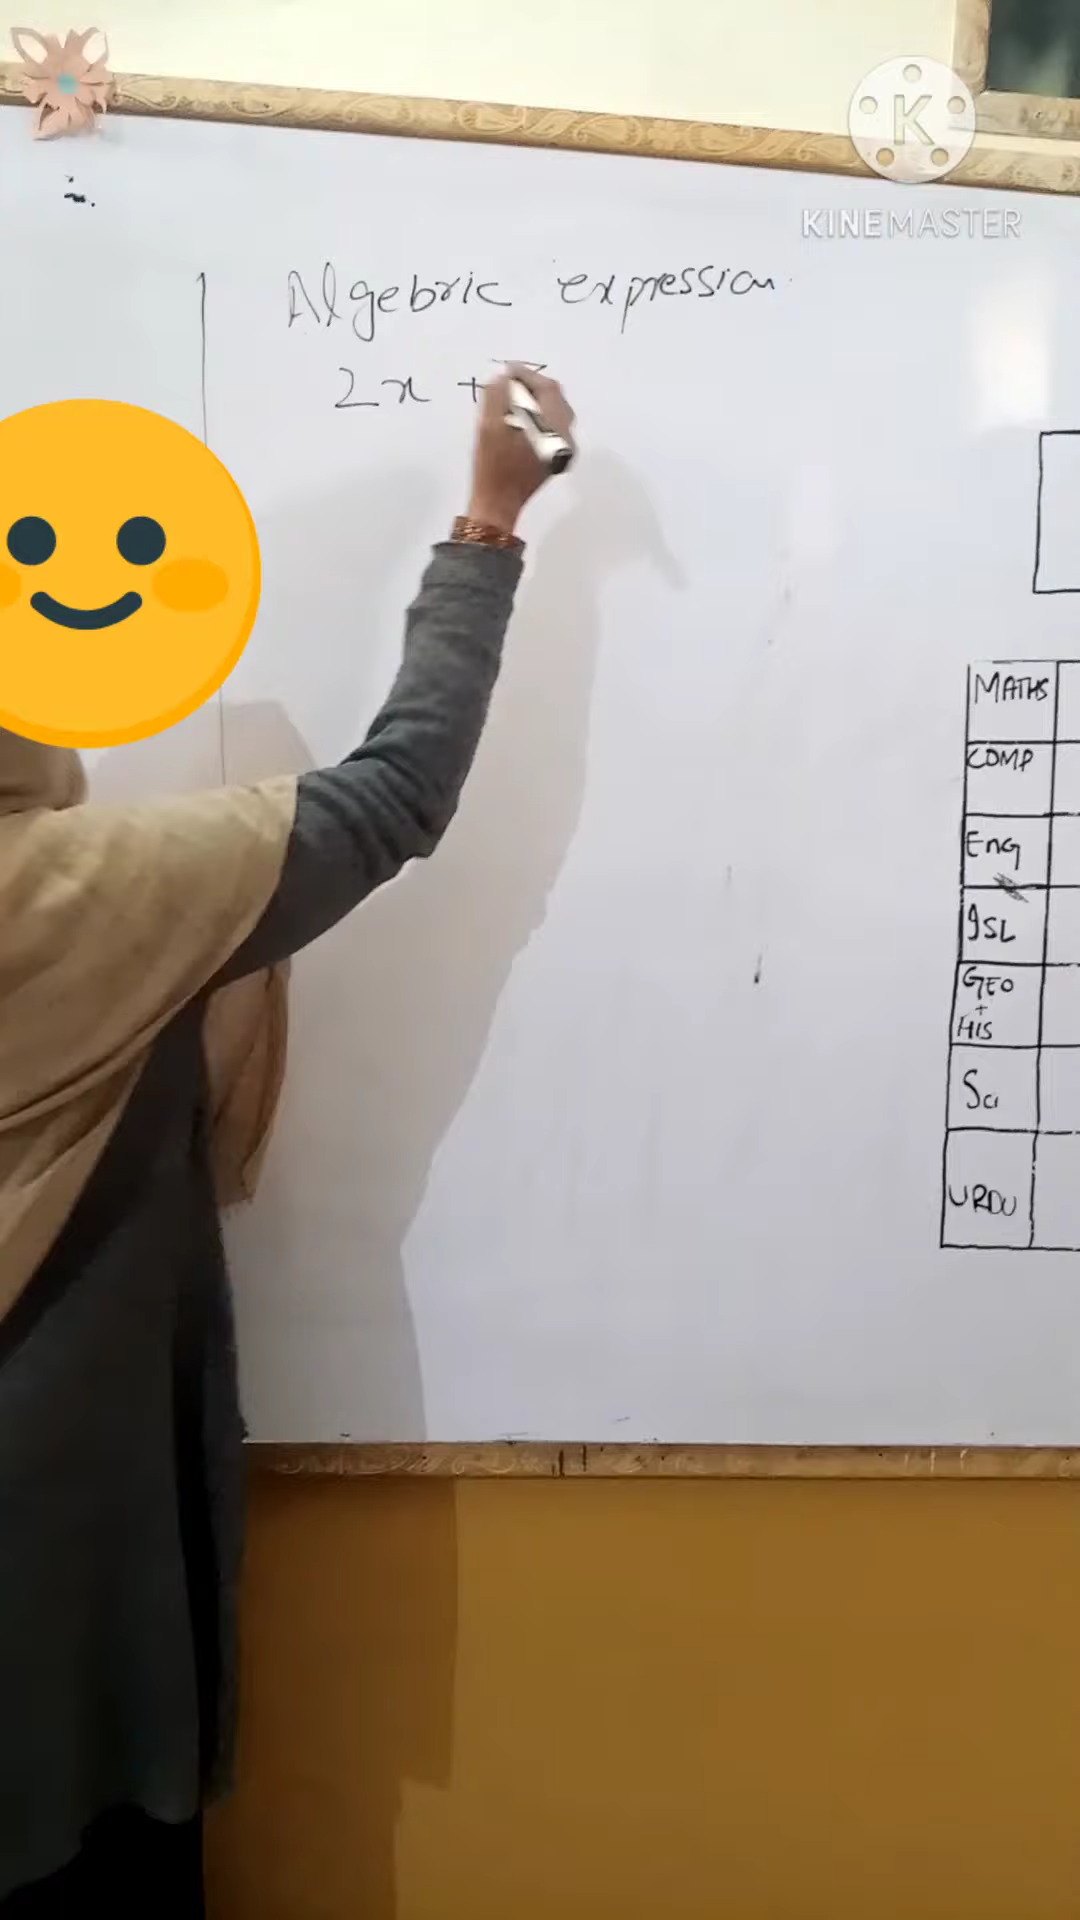 KINEMASTER
Algebric expression
2x +
MATHS
COMP
Eng
ISL
GEO
+
HIS
Sci
URDU